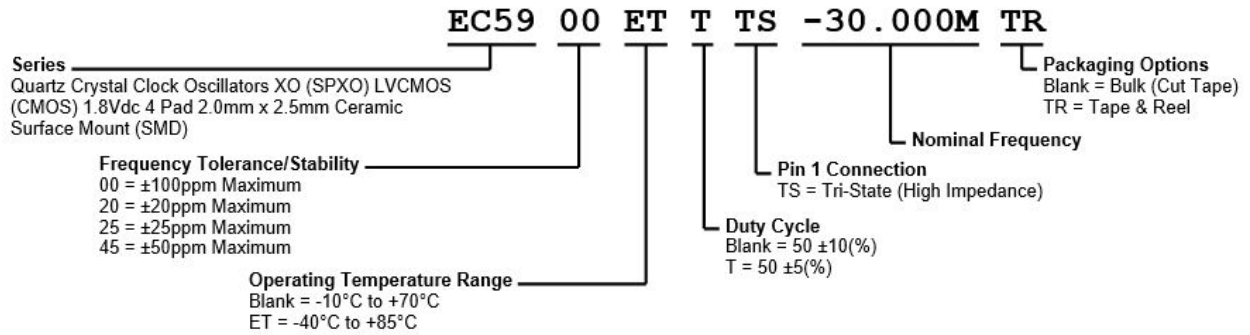 EC59 00 ET T TS -30.000M TR
Series
Quartz Crystal Clock Oscillators XO (SPXO) LVCMOS
(CMOS) 1.8Vdc 4 Pad 2.0mm x 2.5mm Ceramic
Surface Mount (SMD)
Frequency Tolerance/Stability
00 = ±100ppm Maximum
20 = ±20ppm Maximum
25 = ±25ppm Maximum
45 = ±50ppm Maximum
Operating Temperature Range
Blank = -10°C to +70°C
ET = -40°C to +85°C
Packaging Options
Blank = Bulk (Cut Tape)
TR = Tape & Reel
Nominal Frequency
Pin 1 Connection
TS = Tri-State (High Impedance)
Duty Cycle
Blank = 50 ±10(%)
T = 50 ±5(%)